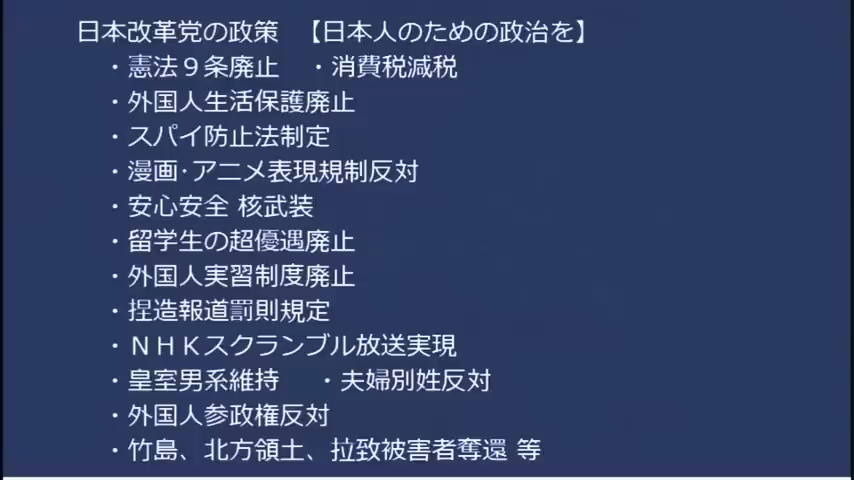 日本改革党の政策 【日本人のための政治を】
・憲法９条廃止 ・消費税減税
・外国人生活保護廃止
・スパイ防止法制定
・漫画･アニメ表現規制反対
・安心安全 核武装
・留学生の超優遇廃止
・外国人実習制度廃止
・捏造報道罰則規定
・ＮＨＫスクランブル放送実現
・皇室男系維持 ・夫婦別姓反対
・外国人参政権反対
・竹島、北方領土、拉致被害者奪還 等